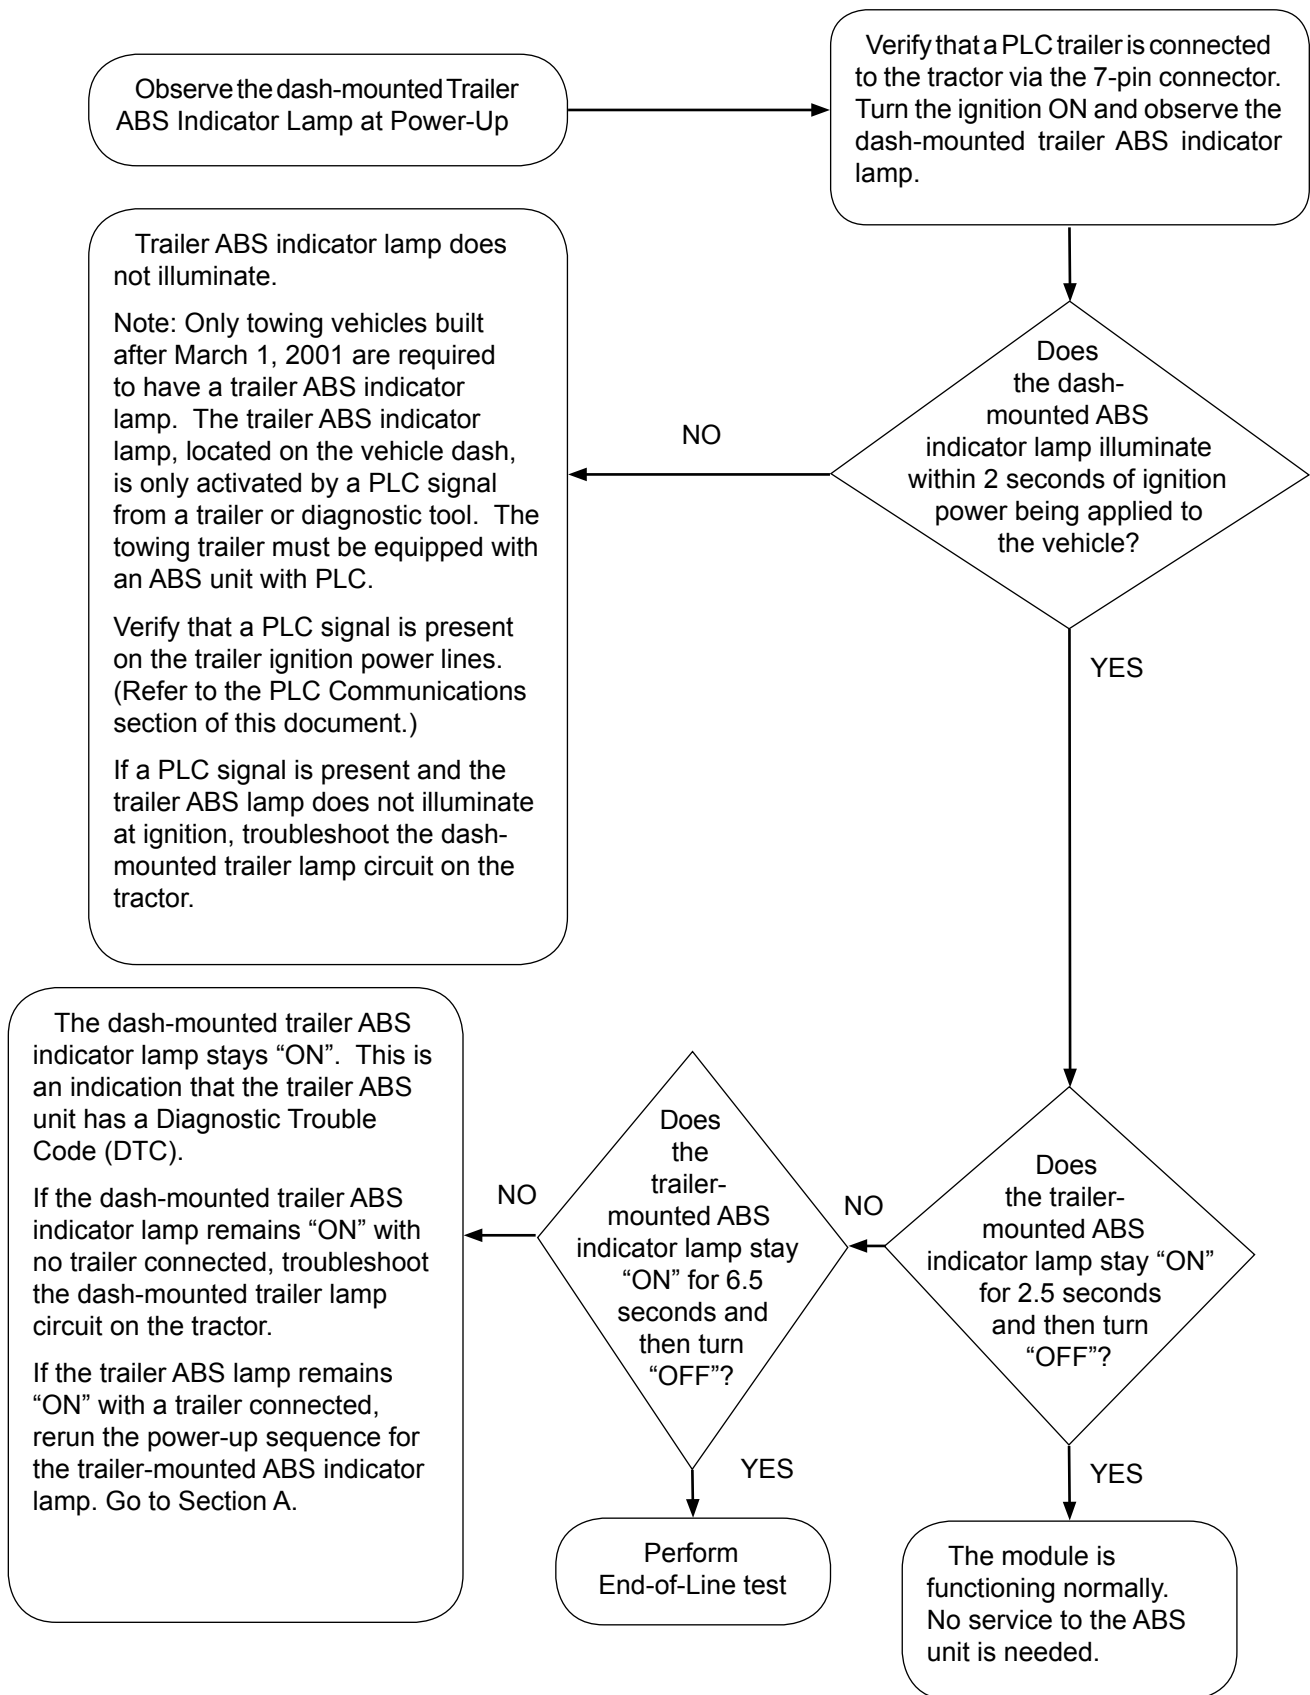 Observe the dash-mounted Trailer
ABS Indicator Lamp at Power-Up
Verify that a PLC trailer is connected
to the tractor via the 7-pin connector.
Turn the ignition ON and observe the
dash-mounted trailer ABS indicator
lamp.
Does
the dash-
mounted ABS
indicator lamp illuminate
within 2 seconds of ignition
power being applied to
the vehicle?
NO
Trailer ABS indicator lamp does
not illuminate.
Note: Only towing vehicles built
after March 1, 2001 are required
to have a trailer ABS indicator
lamp. The trailer ABS indicator
lamp, located on the vehicle dash,
is only activated by a PLC signal
from a trailer or diagnostic tool. The
towing trailer must be equipped with
an ABS unit with PLC.
Verify that a PLC signal is present
on the trailer ignition power lines.
(Refer to the PLC Communications
section of this document.)
If a PLC signal is present and the
trailer ABS lamp does not illuminate
at ignition, troubleshoot the dash-
mounted trailer lamp circuit on the
tractor.
YES
Does
the trailer-
mounted ABS
indicator lamp stay “ON”
for 2.5 seconds
and then turn
“OFF”?
NO
Does
the
trailer-
mounted ABS
indicator lamp stay
“ON” for 6.5
seconds and
then turn
“OFF”?
NO
The dash-mounted trailer ABS
indicator lamp stays “ON”. This is
an indication that the trailer ABS
unit has a Diagnostic Trouble
Code (DTC).
If the dash-mounted trailer ABS
indicator lamp remains “ON” with
no trailer connected, troubleshoot
the dash-mounted trailer lamp
circuit on the tractor.
If the trailer ABS lamp remains
“ON” with a trailer connected,
rerun the power-up sequence for
the trailer-mounted ABS indicator
lamp. Go to Section A.
YES
Perform
End-of-Line test
YES
The module is
functioning normally.
No service to the ABS
unit is needed.